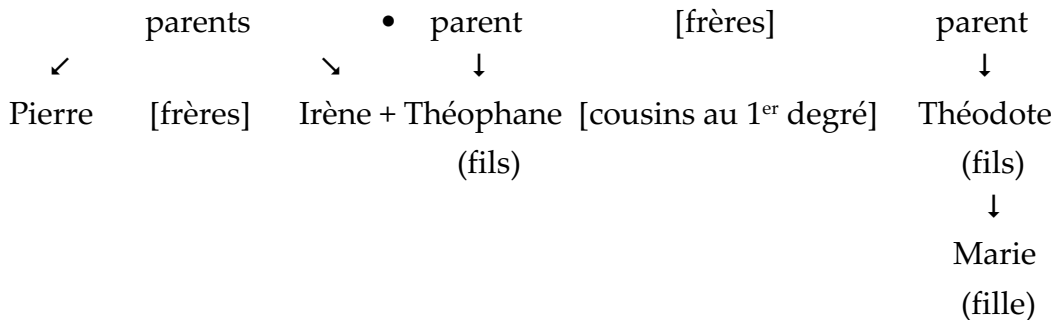 parents • parent [frères] parent
↙ ↘ ↓ ↓
Pierre [frères] Irène + Théophane [cousins au 1er degré] Théodote
(fils) (fils)
↓
Marie
(fille)